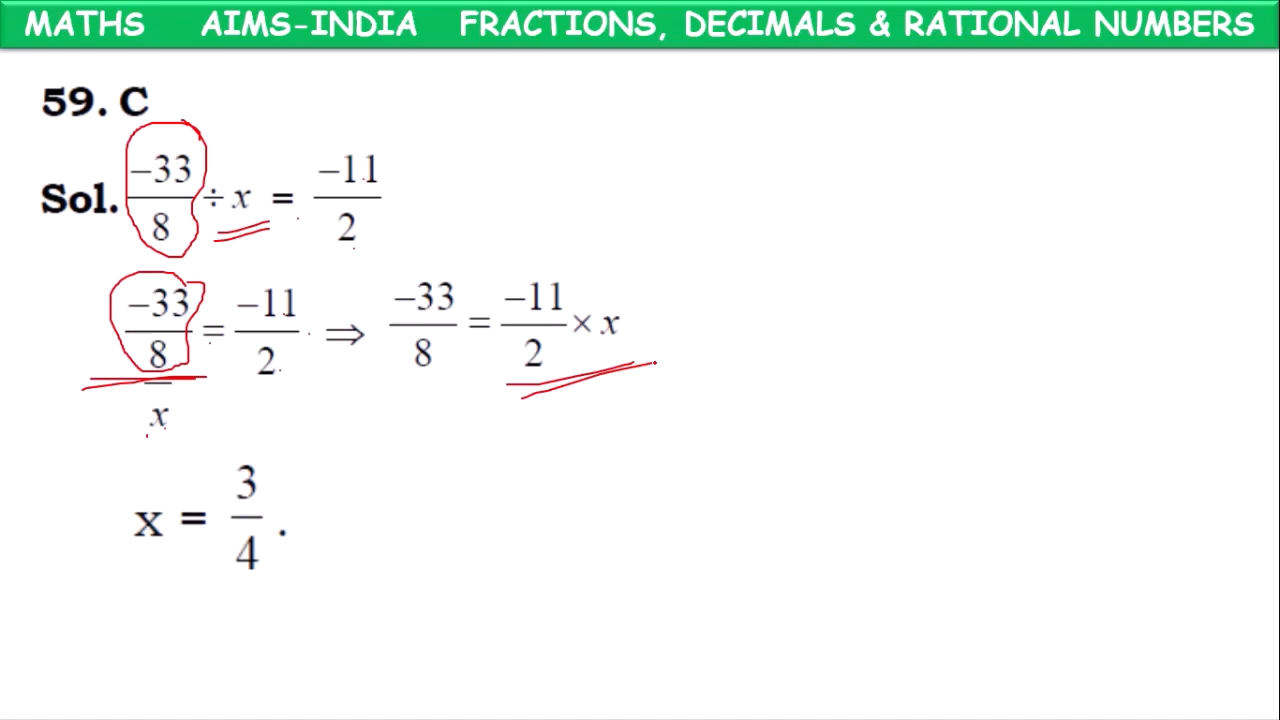 MATHS AIMS-INDIA FRACTIONS, DECIMALS & RATIONAL NUMBERS
59. C
Sol. −33/8 ÷ x = −11/2
−33/8/x = −11/2 ⇒ −33/8 = −11/2 × x
x = 3/4 .